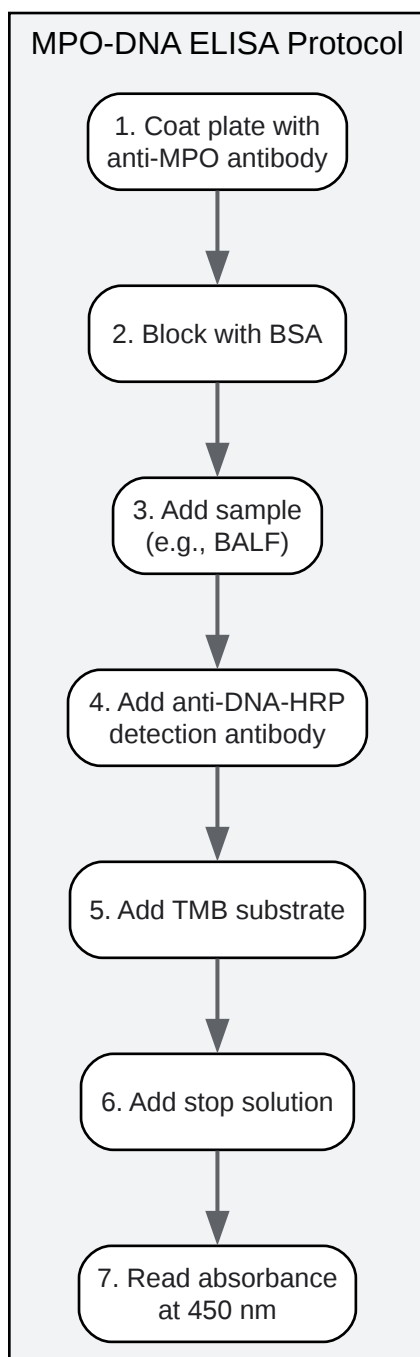 MPO-DNA ELISA Protocol
1. Coat plate with
anti-MPO antibody
2. Block with BSA
3. Add sample
(e.g., BALF)
4. Add anti-DNA-HRP
detection antibody
5. Add TMB substrate
6. Add stop solution
7. Read absorbance
at 450 nm